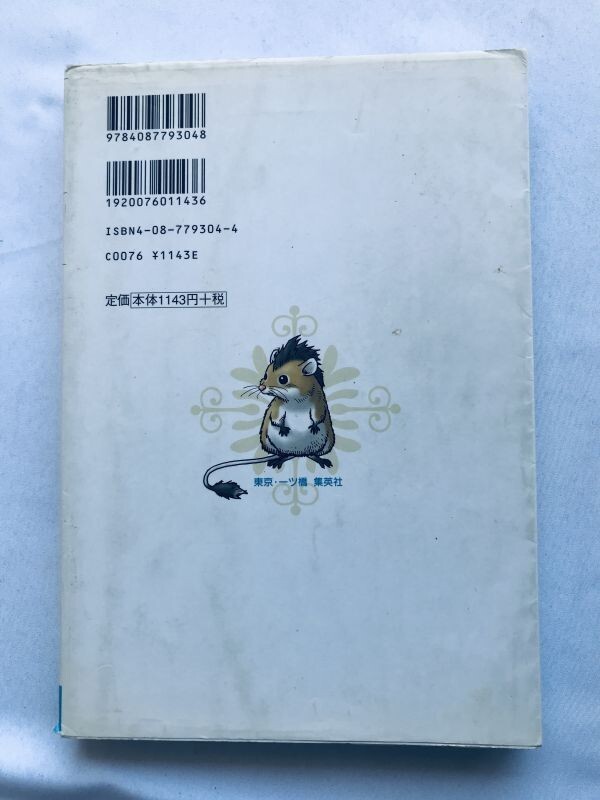 9784087793048
1920076011436
ISBN4-08-779304-4
C0076 ¥1143E
定価 本体1143円+税
東京・一ツ橋 集英社